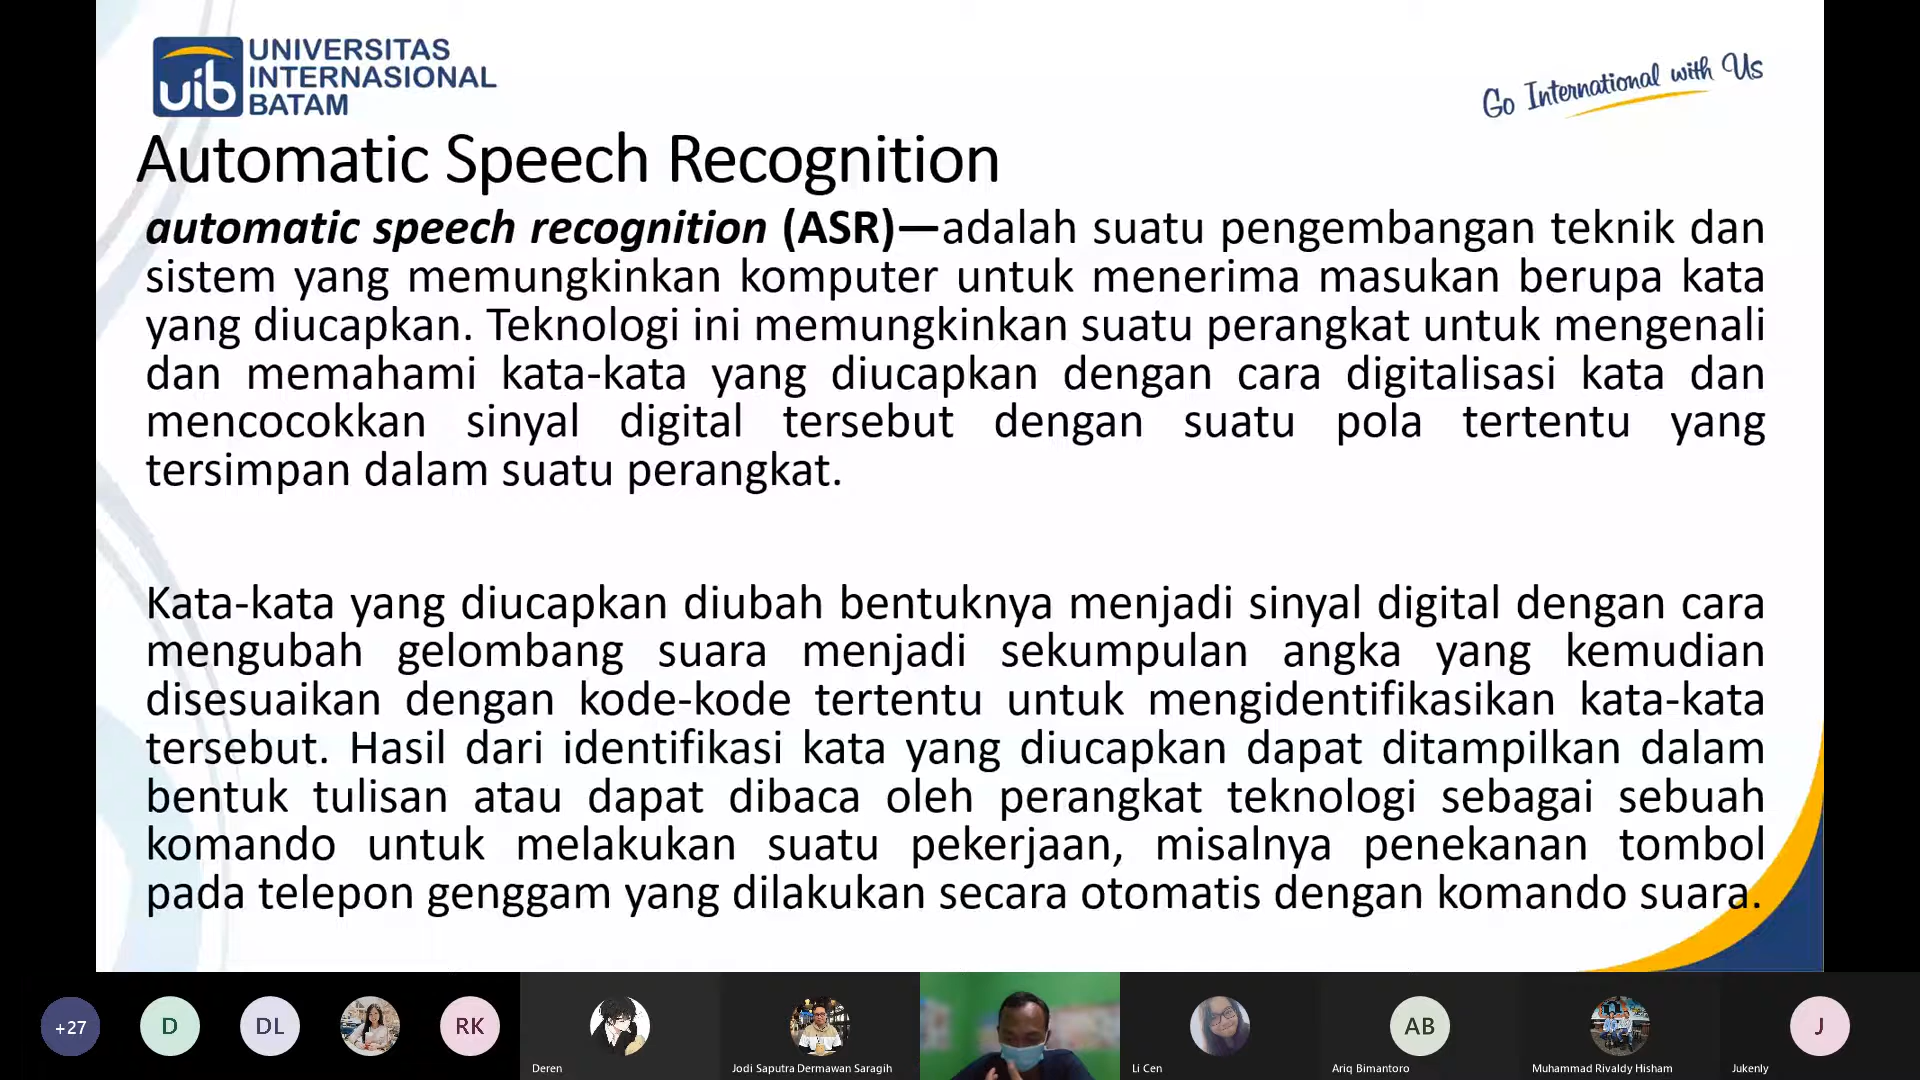 uib
UNIVERSITAS
INTERNASIONAL
BATAM
Go International with Us
Automatic Speech Recognition
automatic speech recognition (ASR)—adalah suatu pengembangan teknik dan
sistem yang memungkinkan komputer untuk menerima masukan berupa kata
yang diucapkan. Teknologi ini memungkinkan suatu perangkat untuk mengenali
dan memahami kata-kata yang diucapkan dengan cara digitalisasi kata dan
mencocokkan sinyal digital tersebut dengan suatu pola tertentu yang
tersimpan dalam suatu perangkat.
Kata-kata yang diucapkan diubah bentuknya menjadi sinyal digital dengan cara
mengubah gelombang suara menjadi sekumpulan angka yang kemudian
disesuaikan dengan kode-kode tertentu untuk mengidentifikasikan kata-kata
tersebut. Hasil dari identifikasi kata yang diucapkan dapat ditampilkan dalam
bentuk tulisan atau dapat dibaca oleh perangkat teknologi sebagai sebuah
komando untuk melakukan suatu pekerjaan, misalnya penekanan tombol
pada telepon genggam yang dilakukan secara otomatis dengan komando suara.
+27
D
DL
RK
AB
J
Deren
Jodi Saputra Dermawan Saragih
Li Cen
Ariq Bimantoro
Muhammad Rivaldy Hisham
Jukenly